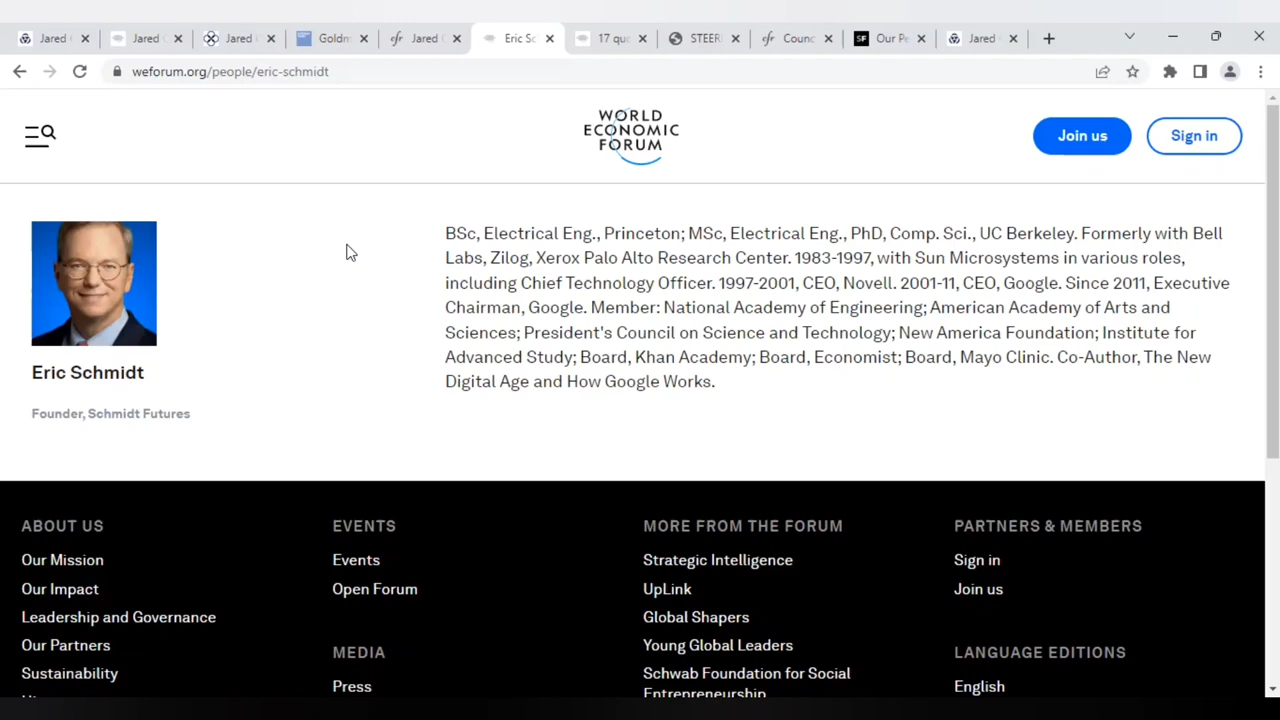 Jared
Jared
Jared
Goldm
Jared
Eric Sc
17 quo
STEER
Counc
SF
Our Pe
Jared
weforum.org/people/eric-schmidt
WORLD
ECONOMIC
FORUM
Join us
Sign in
BSc, Electrical Eng., Princeton; MSc, Electrical Eng., PhD, Comp. Sci., UC Berkeley. Formerly with Bell
Labs, Zilog, Xerox Palo Alto Research Center. 1983-1997, with Sun Microsystems in various roles,
including Chief Technology Officer. 1997-2001, CEO, Novell. 2001-11, CEO, Google. Since 2011, Executive
Chairman, Google. Member: National Academy of Engineering; American Academy of Arts and
Sciences; President's Council on Science and Technology; New America Foundation; Institute for
Advanced Study; Board, Khan Academy; Board, Economist; Board, Mayo Clinic. Co-Author, The New
Digital Age and How Google Works.
Eric Schmidt
Founder, Schmidt Futures
ABOUT US
Our Mission
Our Impact
Leadership and Governance
Our Partners
Sustainability
EVENTS
Events
Open Forum
MEDIA
Press
MORE FROM THE FORUM
Strategic Intelligence
UpLink
Global Shapers
Young Global Leaders
Schwab Foundation for Social
Entrepreneurship
PARTNERS & MEMBERS
Sign in
Join us
LANGUAGE EDITIONS
English